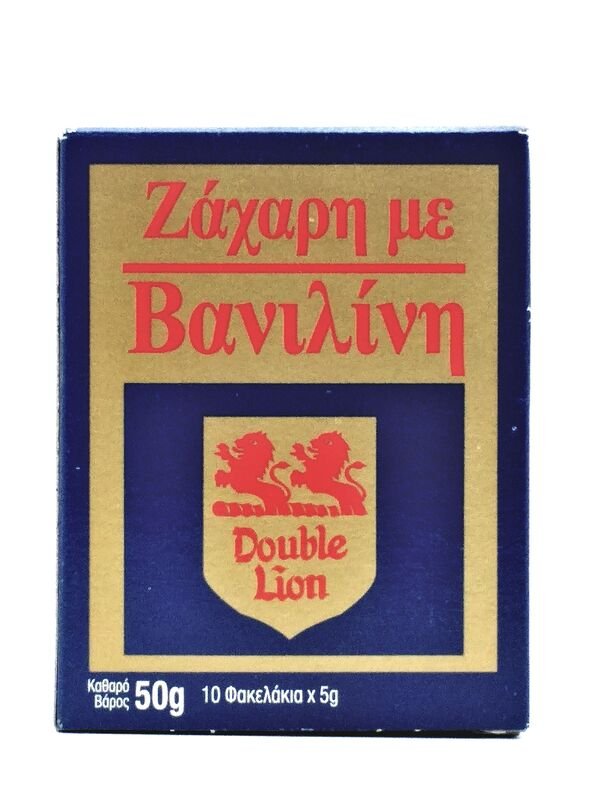 Ζάχαρη με
Βανιλίνη
Double
Lion
Καθαρό
Βάρος 50g 10 Φακελάκια x 5g